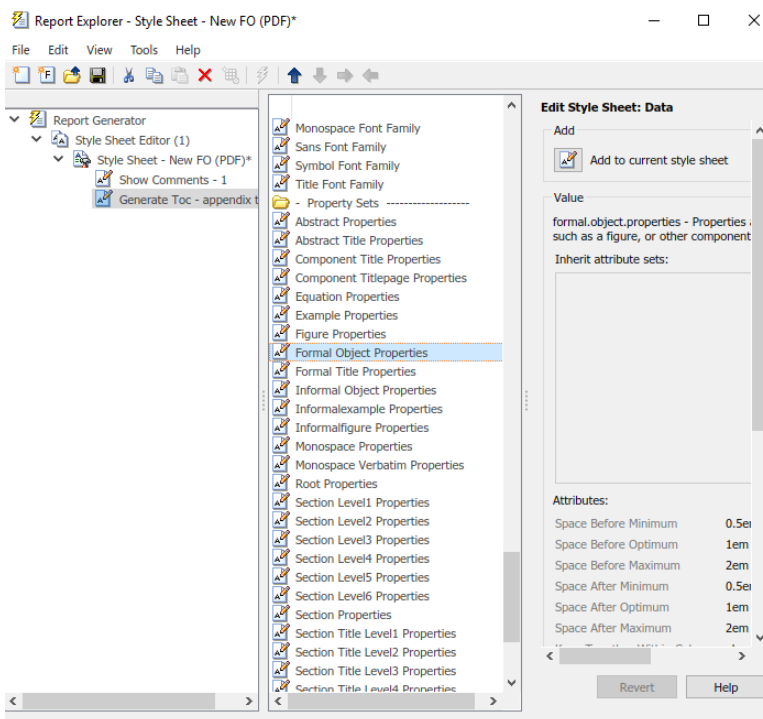 Report Explorer - Style Sheet - New FO (PDF)*
File Edit View Tools Help
Report Generator
Style Sheet Editor (1)
Style Sheet - New FO (PDF)*
Show Comments - 1
Generate Toc - appendix t
Monospace Font Family
Sans Font Family
Symbol Font Family
Title Font Family
- Property Sets -------------------
Abstract Properties
Abstract Title Properties
Component Title Properties
Component Titlepage Properties
Equation Properties
Example Properties
Figure Properties
Formal Object Properties
Formal Title Properties
Informal Object Properties
Informalexample Properties
Informalfigure Properties
Monospace Properties
Monospace Verbatim Properties
Root Properties
Section Level1 Properties
Section Level2 Properties
Section Level3 Properties
Section Level4 Properties
Section Level5 Properties
Section Level6 Properties
Section Properties
Section Title Level1 Properties
Section Title Level2 Properties
Section Title Level3 Properties
Section Title Level4 Properties
Edit Style Sheet: Data
Add
Add to current style sheet
Value
formal.object.properties - Properties
such as a figure, or other component
Inherit attribute sets:
Attributes:
Space Before Minimum 0.5e
Space Before Optimum 1em
Space Before Maximum 2em
Space After Minimum 0.5e
Space After Optimum 1em
Space After Maximum 2em
Revert Help